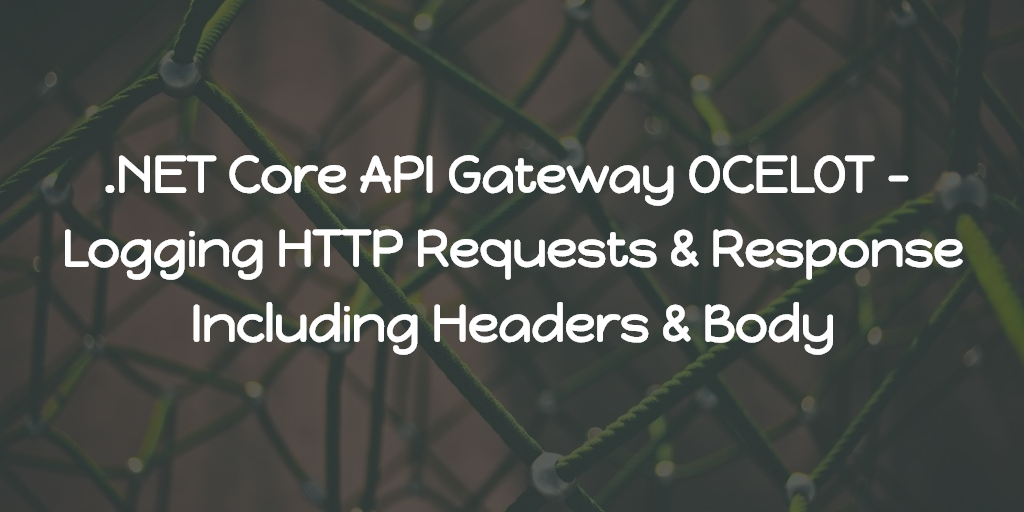 .NET Core API Gateway OCELOT -
Logging HTTP Requests & Response
Including Headers & Body